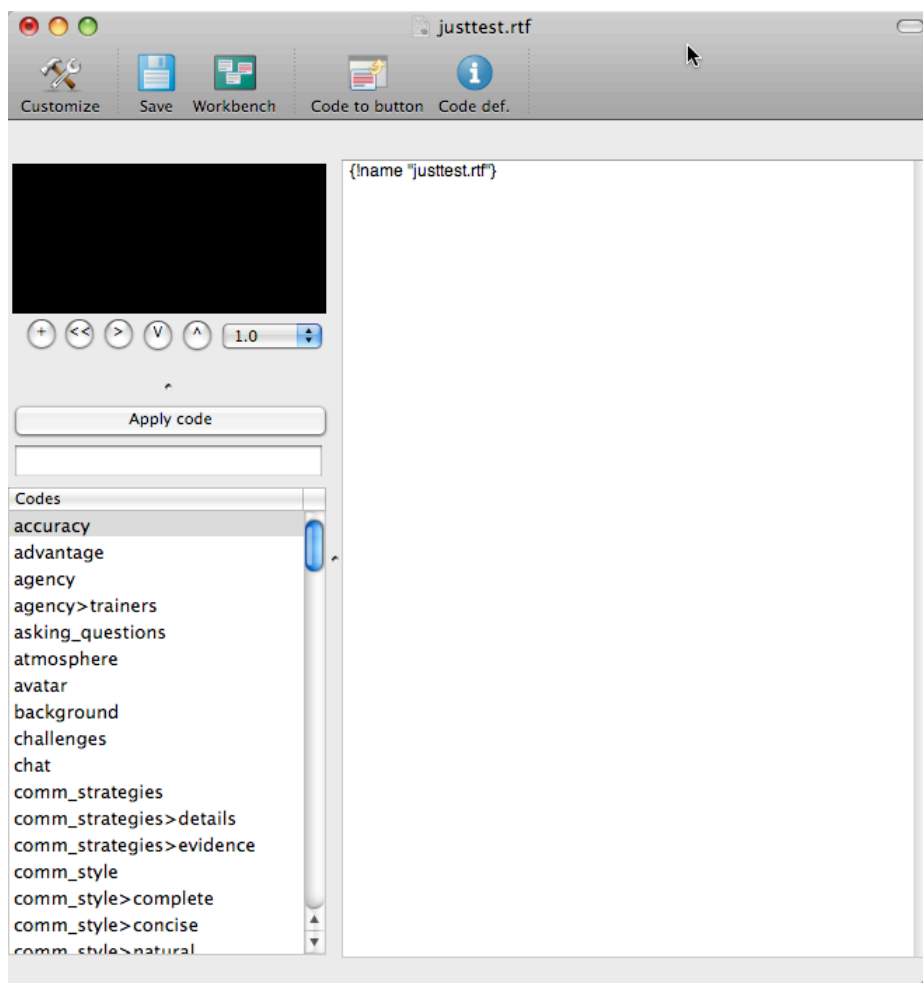 justtest.rtf
Customize Save Workbench Code to button Code def.
{!name "justtest.rtf"}
+ << > V ^ 1.0
Apply code
Codes
accuracy
advantage
agency
agency>trainers
asking_questions
atmosphere
avatar
background
challenges
chat
comm_strategies
comm_strategies>details
comm_strategies>evidence
comm_style
comm_style>complete
comm_style>concise
comm_style>natural